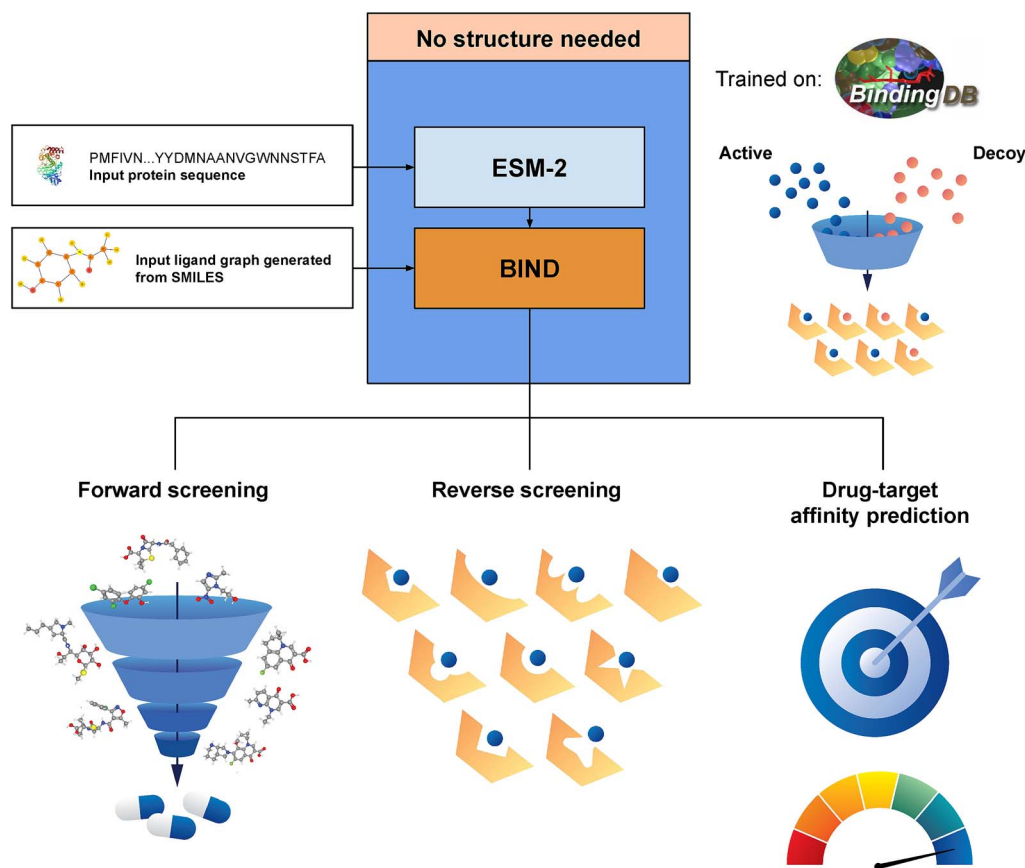 No structure needed
Trained on:
BindingDB
PMFIVN...YYDMNAANVGWNNSTFA
Input protein sequence
ESM-2
Active
Decoy
Input ligand graph generated
from SMILES
BIND
Forward screening
Reverse screening
Drug-target
affinity prediction